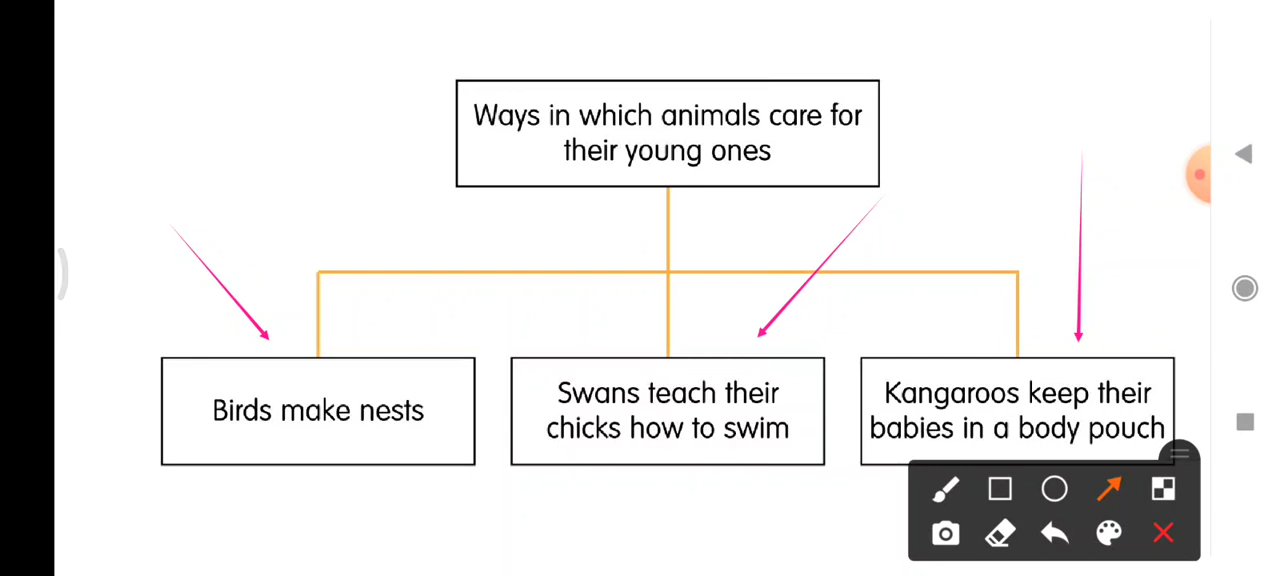 Ways in which animals care for
their young ones
Birds make nests
Swans teach their
chicks how to swim
Kangaroos keep their
babies in a body pouch